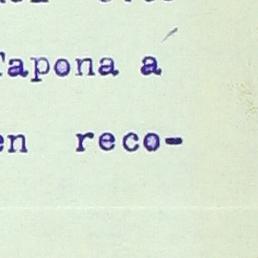 Tapona a
en reco-